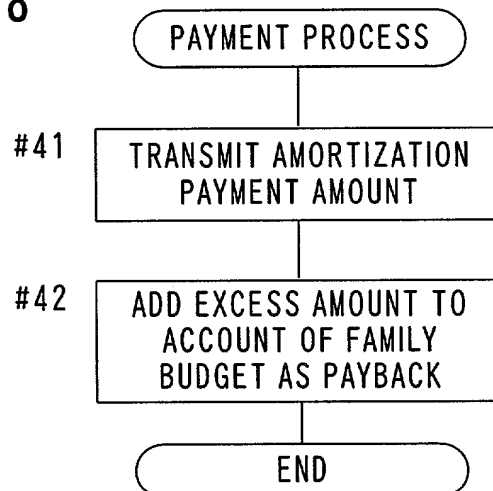 PAYMENT PROCESS
#41
TRANSMIT AMORTIZATION
PAYMENT AMOUNT
#42
ADD EXCESS AMOUNT TO
ACCOUNT OF FAMILY
BUDGET AS PAYBACK
END